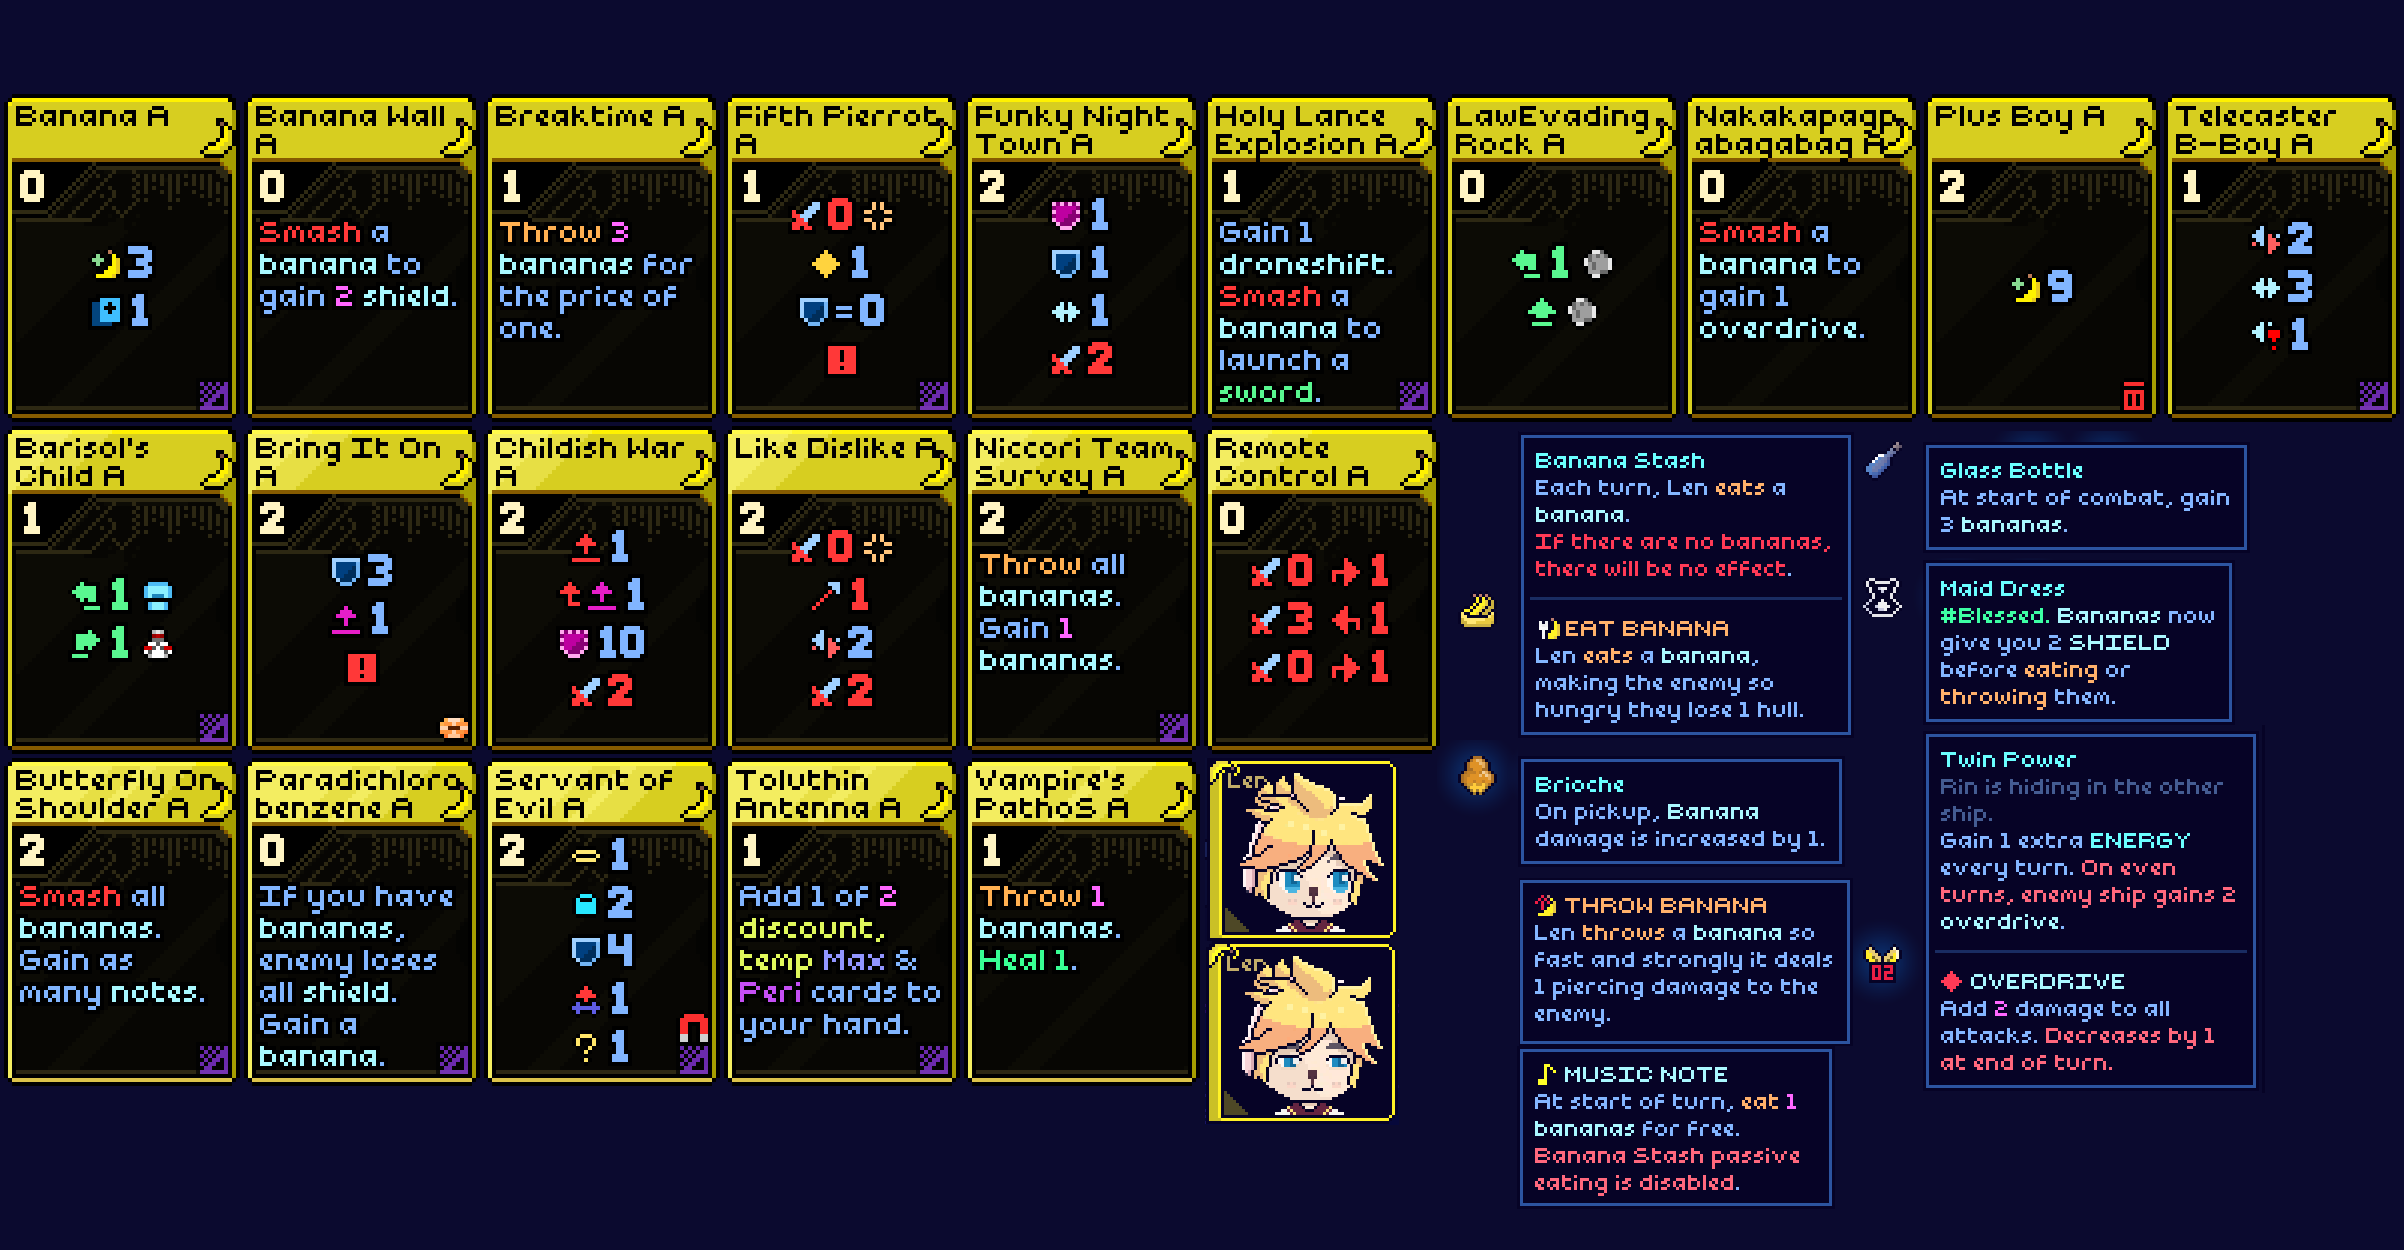 Banana A
0
3
1
Banana Wall
A
0
Smash a
banana to
gain 2 shield.
Breaktime A
1
Throw 3
bananas for
the price of
one.
Fifth Pierrot
A
1
0
1
=0
!
Funky Night
Town A
2
1
1
1
2
Holy Lance
Explosion A
1
Gain 1
droneshift.
Smash a
banana to
launch a
sword.
LawEvading
Rock A
0
1
Nakakapagp
abagabag A
0
Smash a
banana to
gain 1
overdrive.
Plus Boy A
2
9
Telecaster
B-Boy A
1
2
3
1
Barisol's
Child A
1
1
1
Bring It On
A
2
3
1
!
Childish War
A
2
1
1
10
2
Like Dislike A
2
0
1
2
2
Niccori Team
Survey A
2
Throw all
bananas.
Gain 1
bananas.
Remote
Control A
0
0 1
3 1
0 1
Butterfly On
Shoulder A
2
Smash all
bananas.
Gain as
many notes.
Paradichloro
benzene A
0
If you have
bananas,
enemy loses
all shield.
Gain a
banana.
Servant of
Evil A
2
1
2
4
1
? 1
Toluthin
Antenna A
1
Add 1 of 2
discount,
temp Max &
Peri cards to
your hand.
Vampire's
PathoS A
1
Throw 1
bananas.
Heal 1.
Len
Len
Banana Stash
Each turn, Len eats a
banana.
If there are no bananas,
there will be no effect.
EAT BANANA
Len eats a banana,
making the enemy so
hungry they lose 1 hull.
Brioche
On pickup, Banana
damage is increased by 1.
THROW BANANA
Len throws a banana so
fast and strongly it deals
1 piercing damage to the
enemy.
MUSIC NOTE
At start of turn, eat 1
bananas for free.
Banana Stash passive
eating is disabled.
Glass Bottle
At start of combat, gain
3 bananas.
Maid Dress
#Blessed. Bananas now
give you 2 SHIELD
before eating or
throwing them.
02
Twin Power
Rin is hiding in the other
ship.
Gain 1 extra ENERGY
every turn. On even
turns, enemy ship gains 2
overdrive.
OVERDRIVE
Add 2 damage to all
attacks. Decreases by 1
at end of turn.